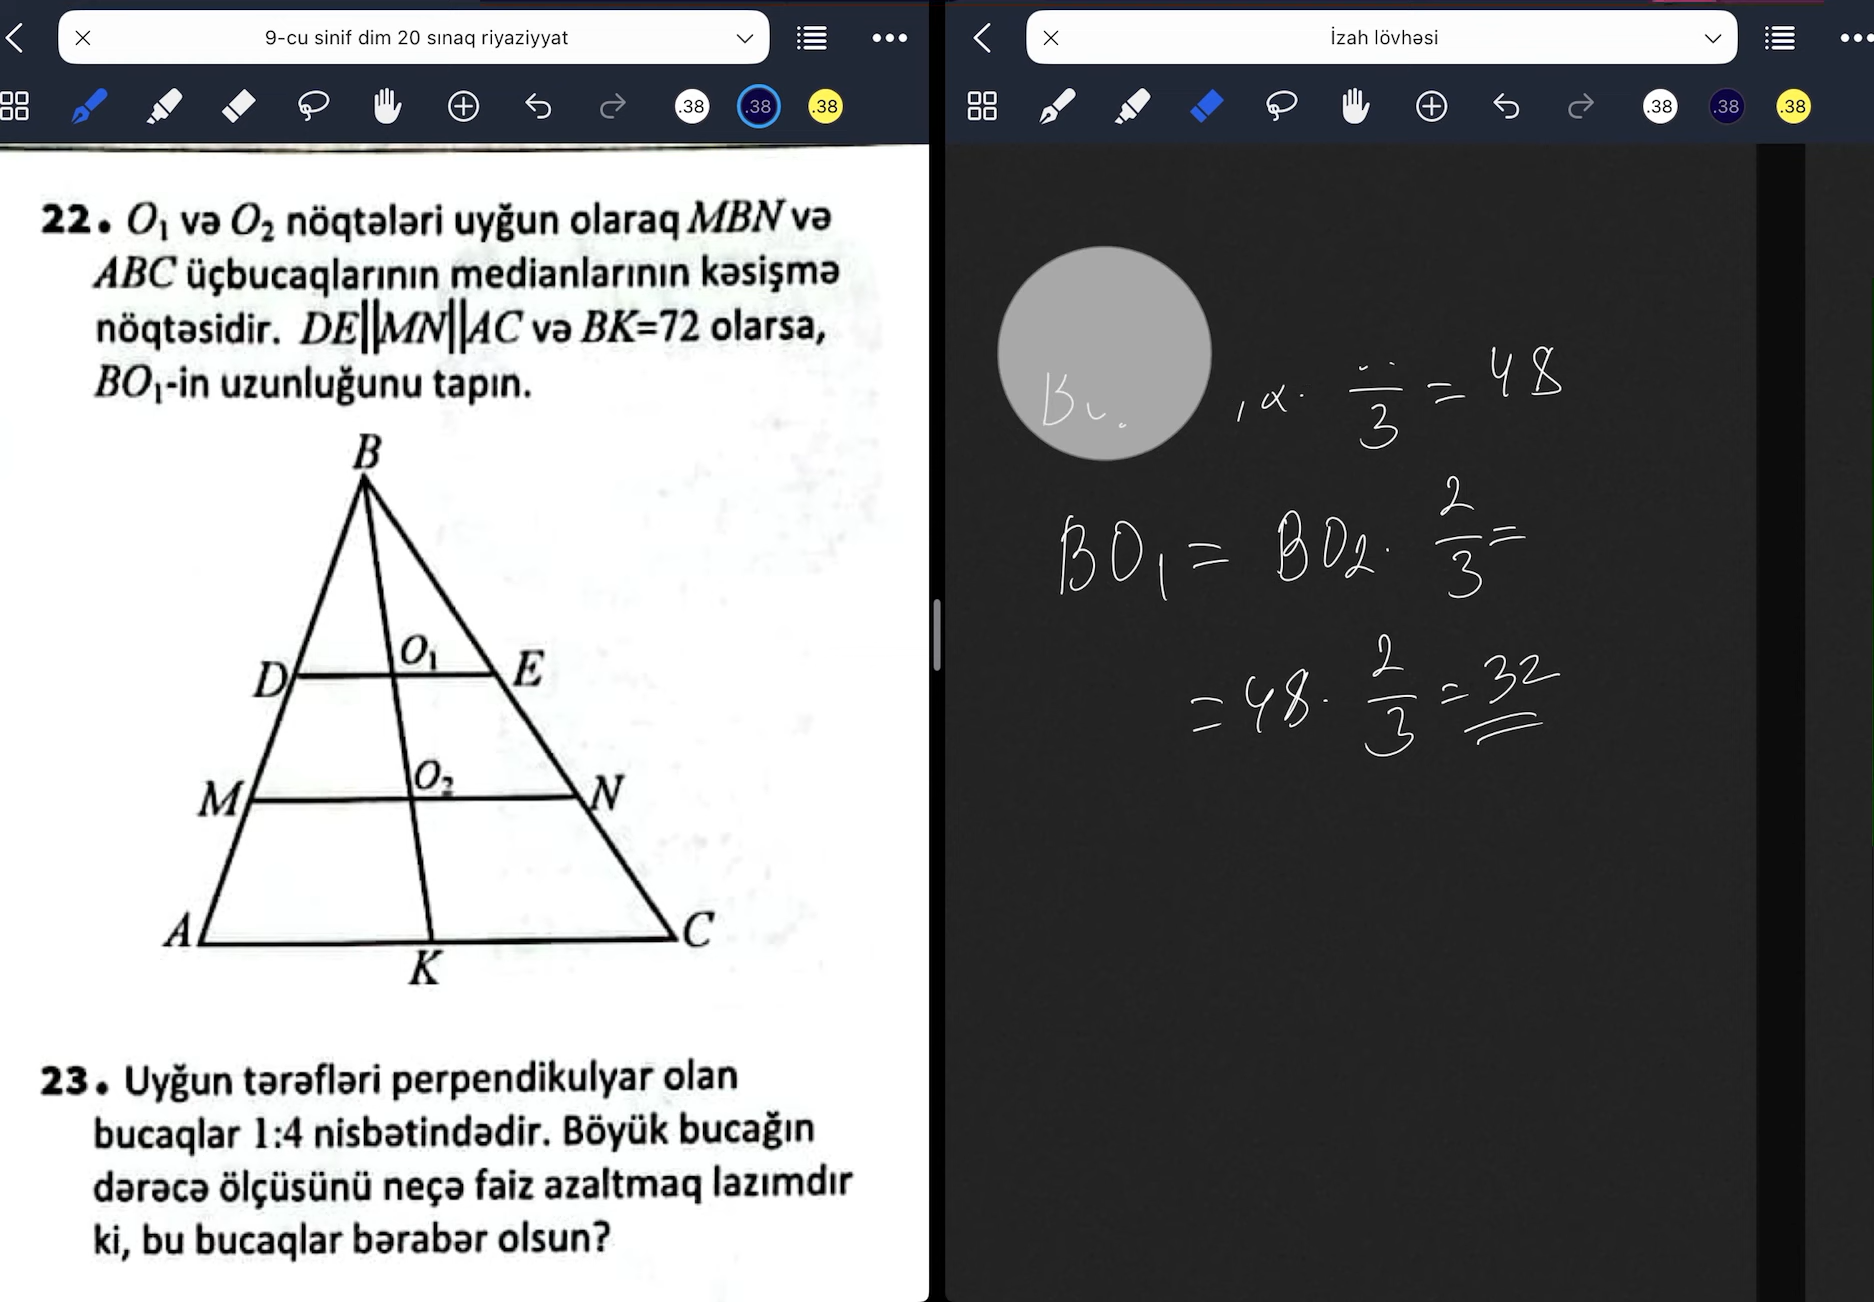 9-cu sinif dim 20 sınaq riyaziyyat
.38 .38 .38
22. O₁ və O₂ nöqtələri uyğun olaraq MBN və
ABC üçbucaqlarının medianlarının kəsişmə
nöqtəsidir. DE||MN||AC və BK=72 olarsa,
BO₁-in uzunluğunu tapın.
B
D
O₁
E
M
O₂
N
A
K
C
23. Uyğun tərəfləri perpendikulyar olan
bucaqlar 1:4 nisbətindədir. Böyük bucağın
dərəcə ölçüsünü neçə faiz azaltmaq lazımdır
ki, bu bucaqlar bərabər olsun?
İzah lövhəsi
.38 .38 .38
3 = 48
BO₁ = BO₂ · 2/3 =
= 48 · 2/3 = 32